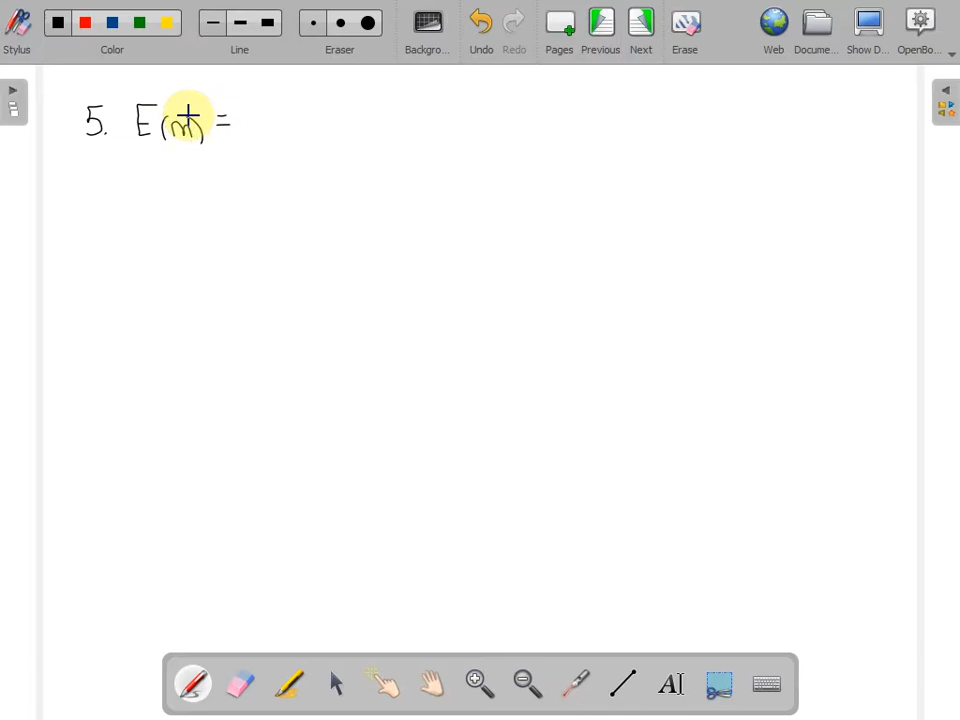 Stylus
Color
Line
Eraser
Backgro...
Undo
Redo
Pages
Previous
Next
Erase
Web
Docume...
Show D...
OpenBo...
5. E(m) =